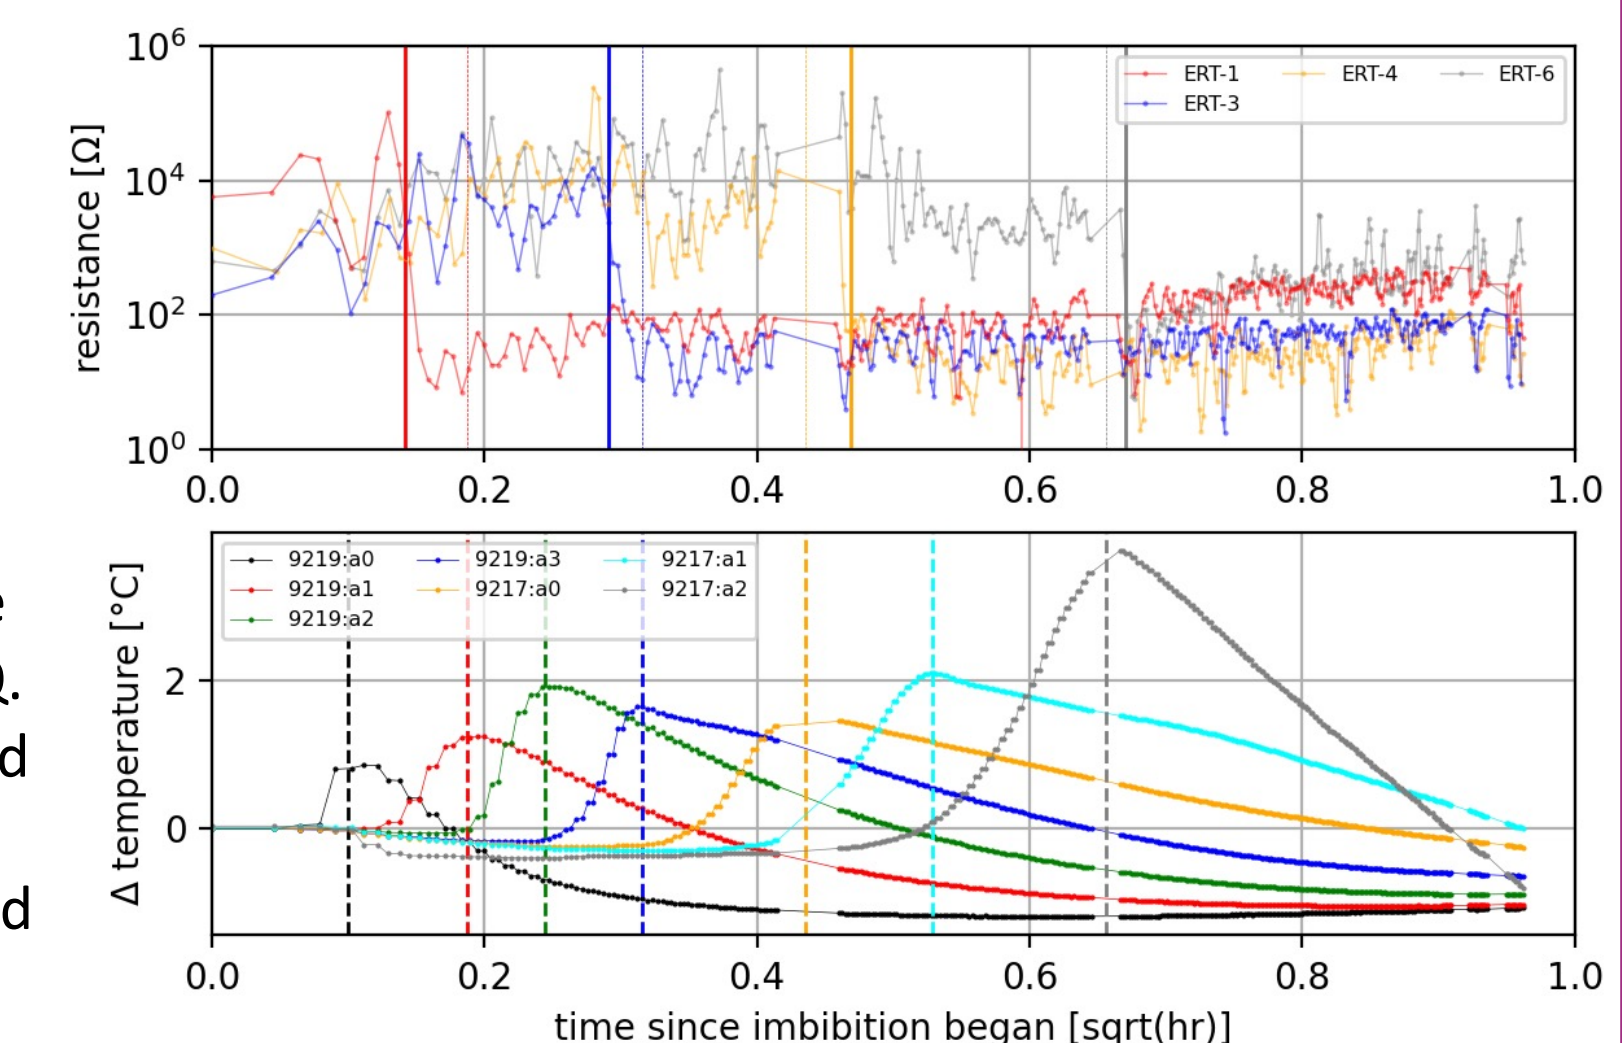 10⁶
10⁴
10²
10⁰
resistance [Ω]
ERT-1 ERT-4 ERT-6
ERT-3
0.0 0.2 0.4 0.6 0.8 1.0
2
0
Δ temperature [°C]
9219:a0 9219:a3 9217:a1
9219:a1 9217:a0 9217:a2
9219:a2
0.0 0.2 0.4 0.6 0.8 1.0
time since imbibition began [sqrt(hr)]